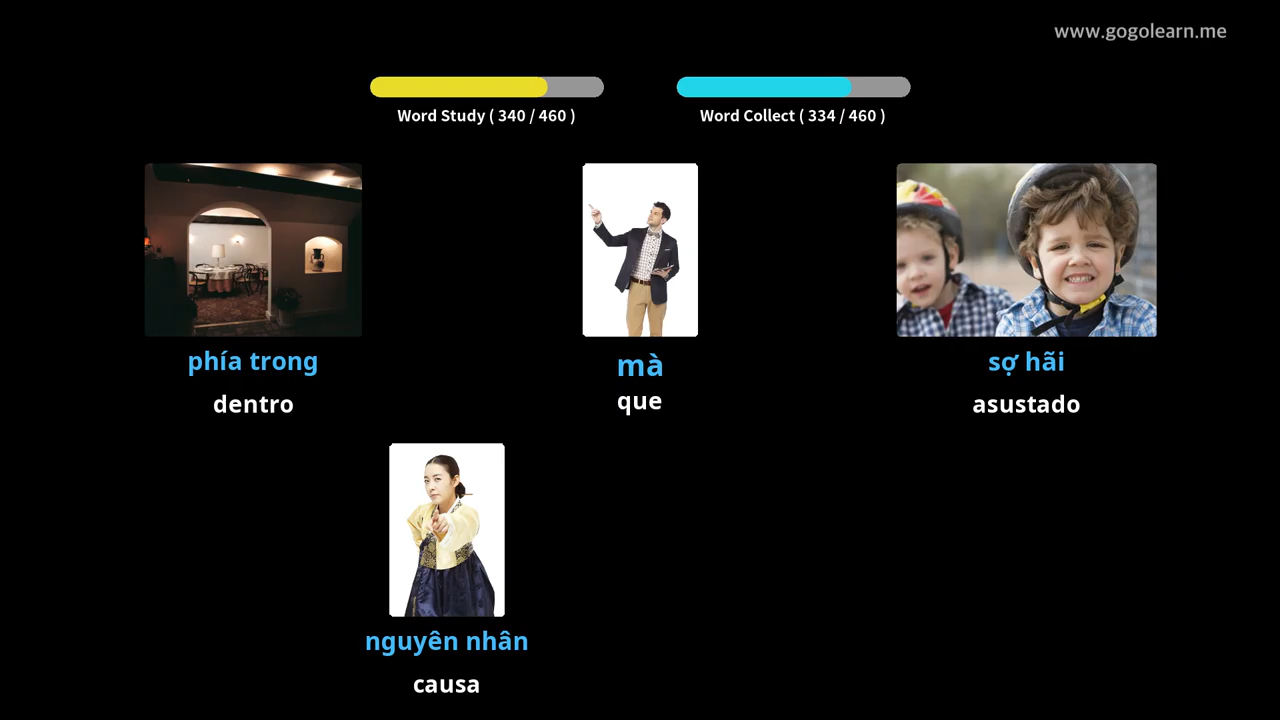 www.gogolearn.me
Word Study ( 340 / 460 )
Word Collect ( 334 / 460 )
phía trong
dentro
mà
que
sợ hãi
asustado
nguyên nhân
causa